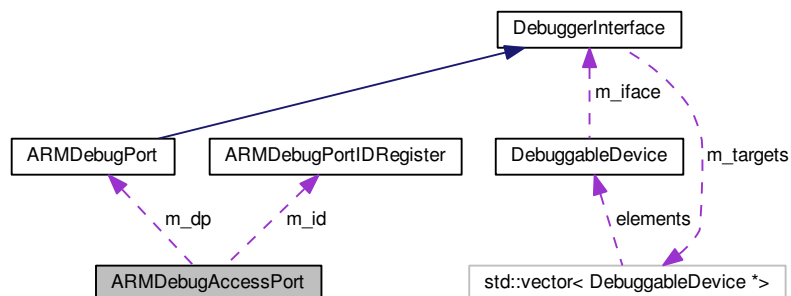 DebuggerInterface
m_iface
ARMDebugPort
ARMDebugPortIDRegister
DebuggableDevice
m_targets
m_dp
m_id
elements
ARMDebugAccessPort
std::vector< DebuggableDevice *>